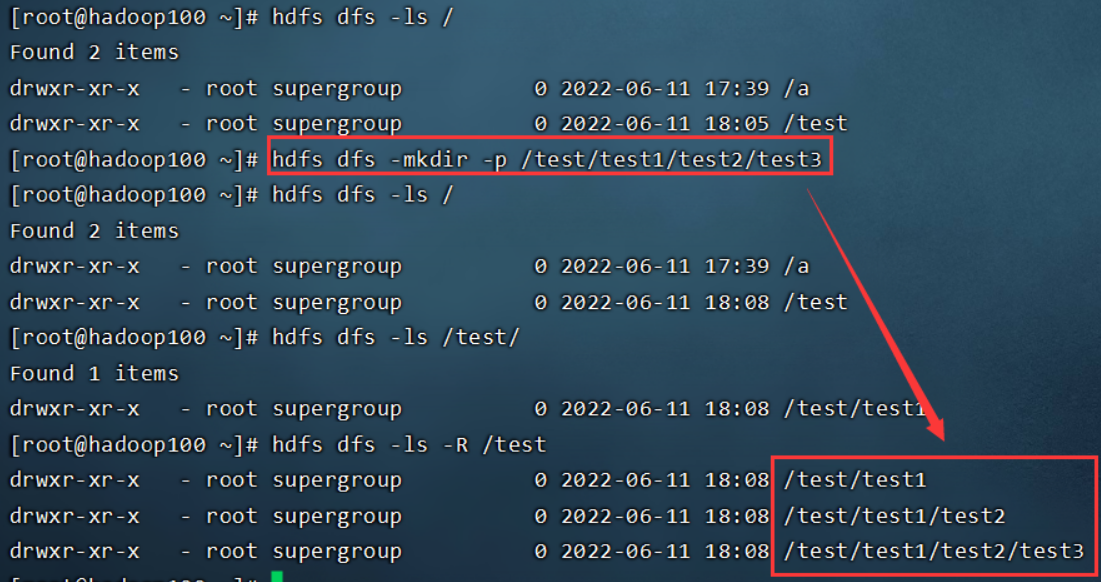 [root@hadoop100 ~]# hdfs dfs -ls /
Found 2 items
drwxr-xr-x   - root supergroup          0 2022-06-11 17:39 /a
drwxr-xr-x   - root supergroup          0 2022-06-11 18:05 /test
[root@hadoop100 ~]# hdfs dfs -mkdir -p /test/test1/test2/test3
[root@hadoop100 ~]# hdfs dfs -ls /
Found 2 items
drwxr-xr-x   - root supergroup          0 2022-06-11 17:39 /a
drwxr-xr-x   - root supergroup          0 2022-06-11 18:08 /test
[root@hadoop100 ~]# hdfs dfs -ls /test/
Found 1 items
drwxr-xr-x   - root supergroup          0 2022-06-11 18:08 /test/test1
[root@hadoop100 ~]# hdfs dfs -ls -R /test
drwxr-xr-x   - root supergroup          0 2022-06-11 18:08 /test/test1
drwxr-xr-x   - root supergroup          0 2022-06-11 18:08 /test/test1/test2
drwxr-xr-x   - root supergroup          0 2022-06-11 18:08 /test/test1/test2/test3